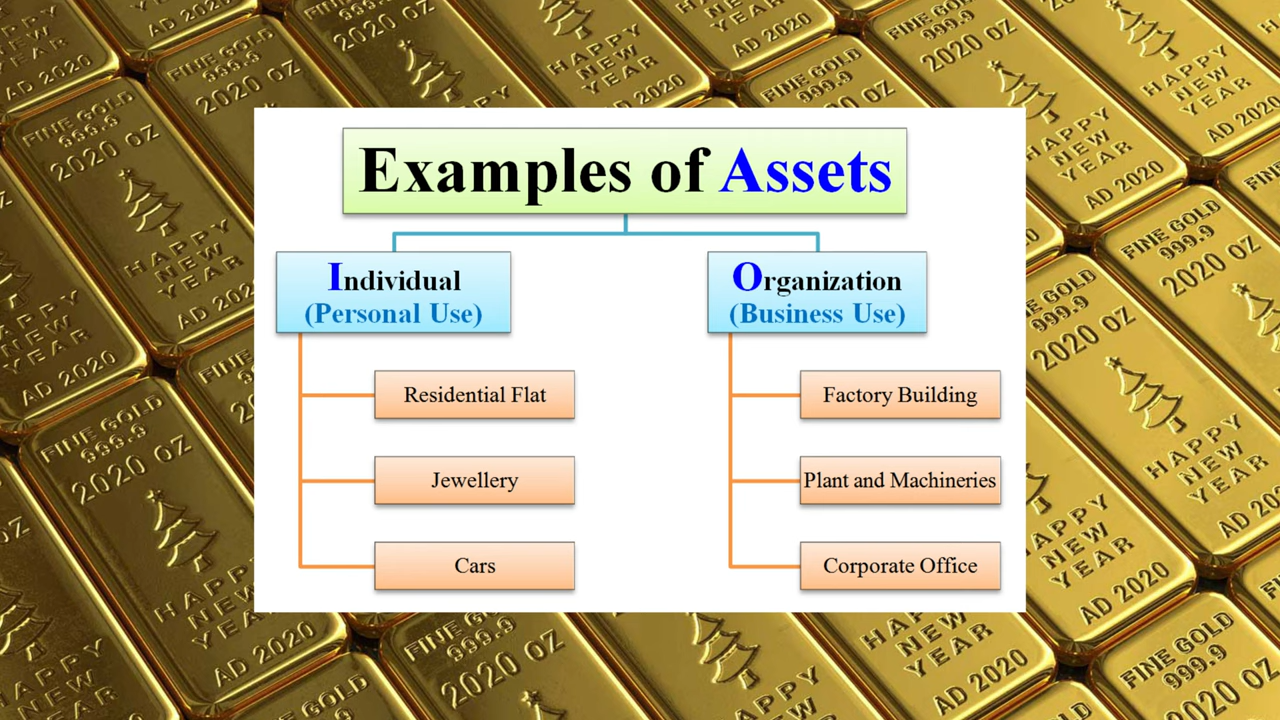 Examples of Assets
Individual
(Personal Use)
Organization
(Business Use)
Residential Flat
Jewellery
Cars
Factory Building
Plant and Machineries
Corporate Office
FINE GOLD
999.9
2020 OZ
HAPPY
NEW
YEAR
AD 2020